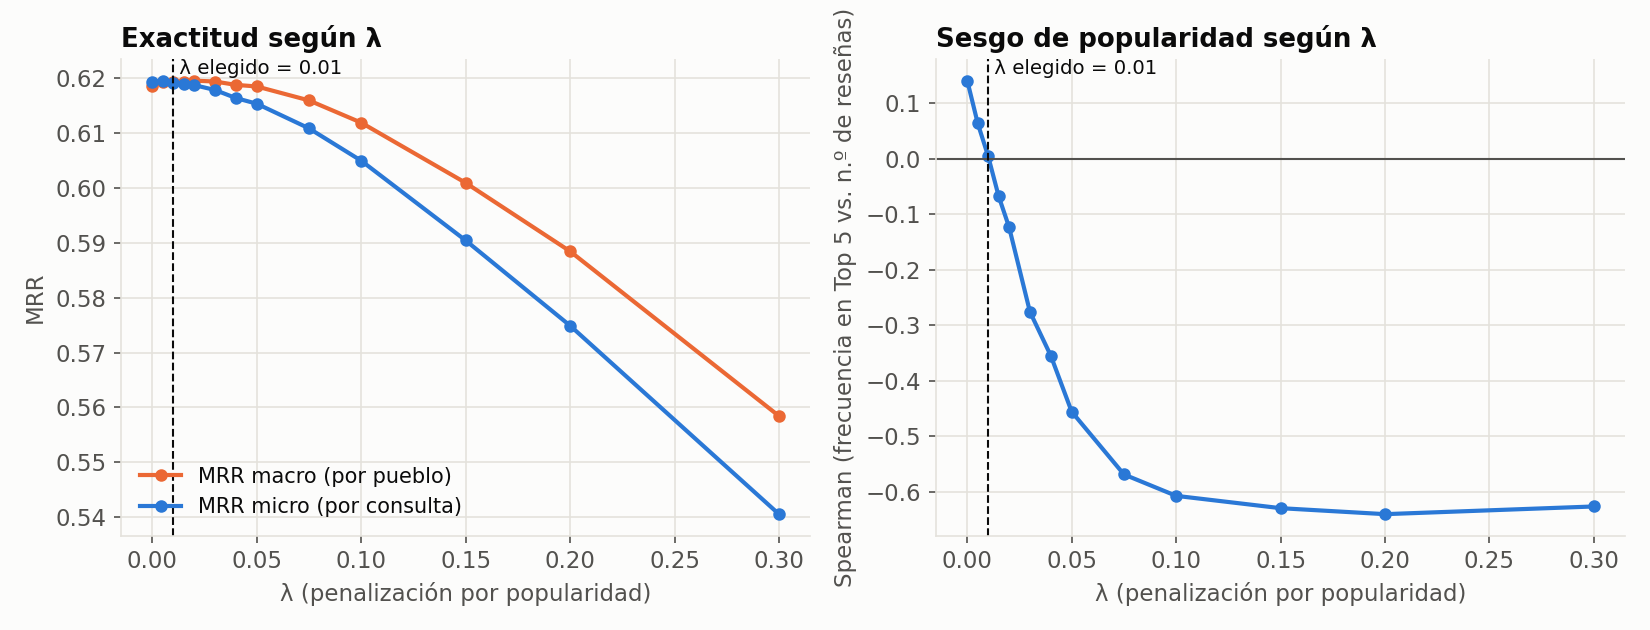 Exactitud según λ
λ elegido = 0.01
0.62
0.61
0.60
0.59
0.58
0.57
0.56
0.55
0.54
MRR
MRR macro (por pueblo)
MRR micro (por consulta)
0.00 0.05 0.10 0.15 0.20 0.25 0.30
λ (penalización por popularidad)
Sesgo de popularidad según λ
λ elegido = 0.01
0.1
0.0
−0.1
−0.2
−0.3
−0.4
−0.5
−0.6
Spearman (frecuencia en Top 5 vs. n.º de reseñas)
0.00 0.05 0.10 0.15 0.20 0.25 0.30
λ (penalización por popularidad)